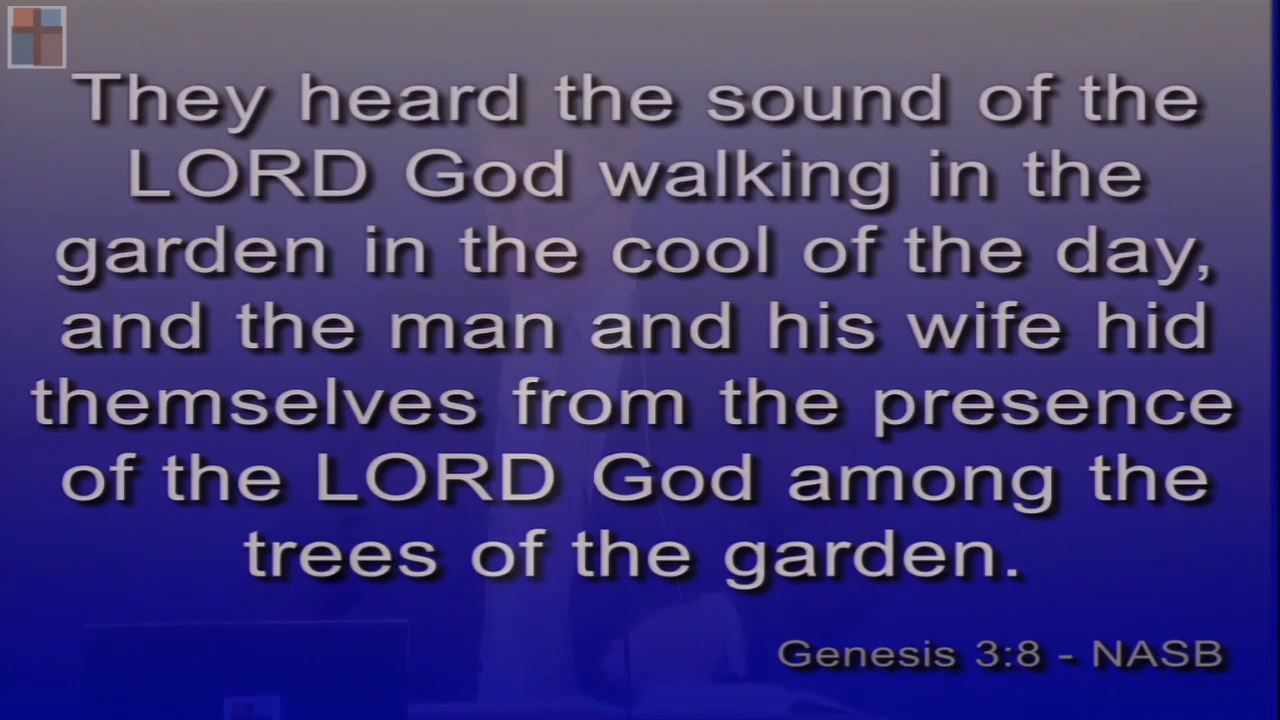 They heard the sound of the
LORD God walking in the
garden in the cool of the day,
and the man and his wife hid
themselves from the presence
of the LORD God among the
trees of the garden.
Genesis 3:8 - NASB